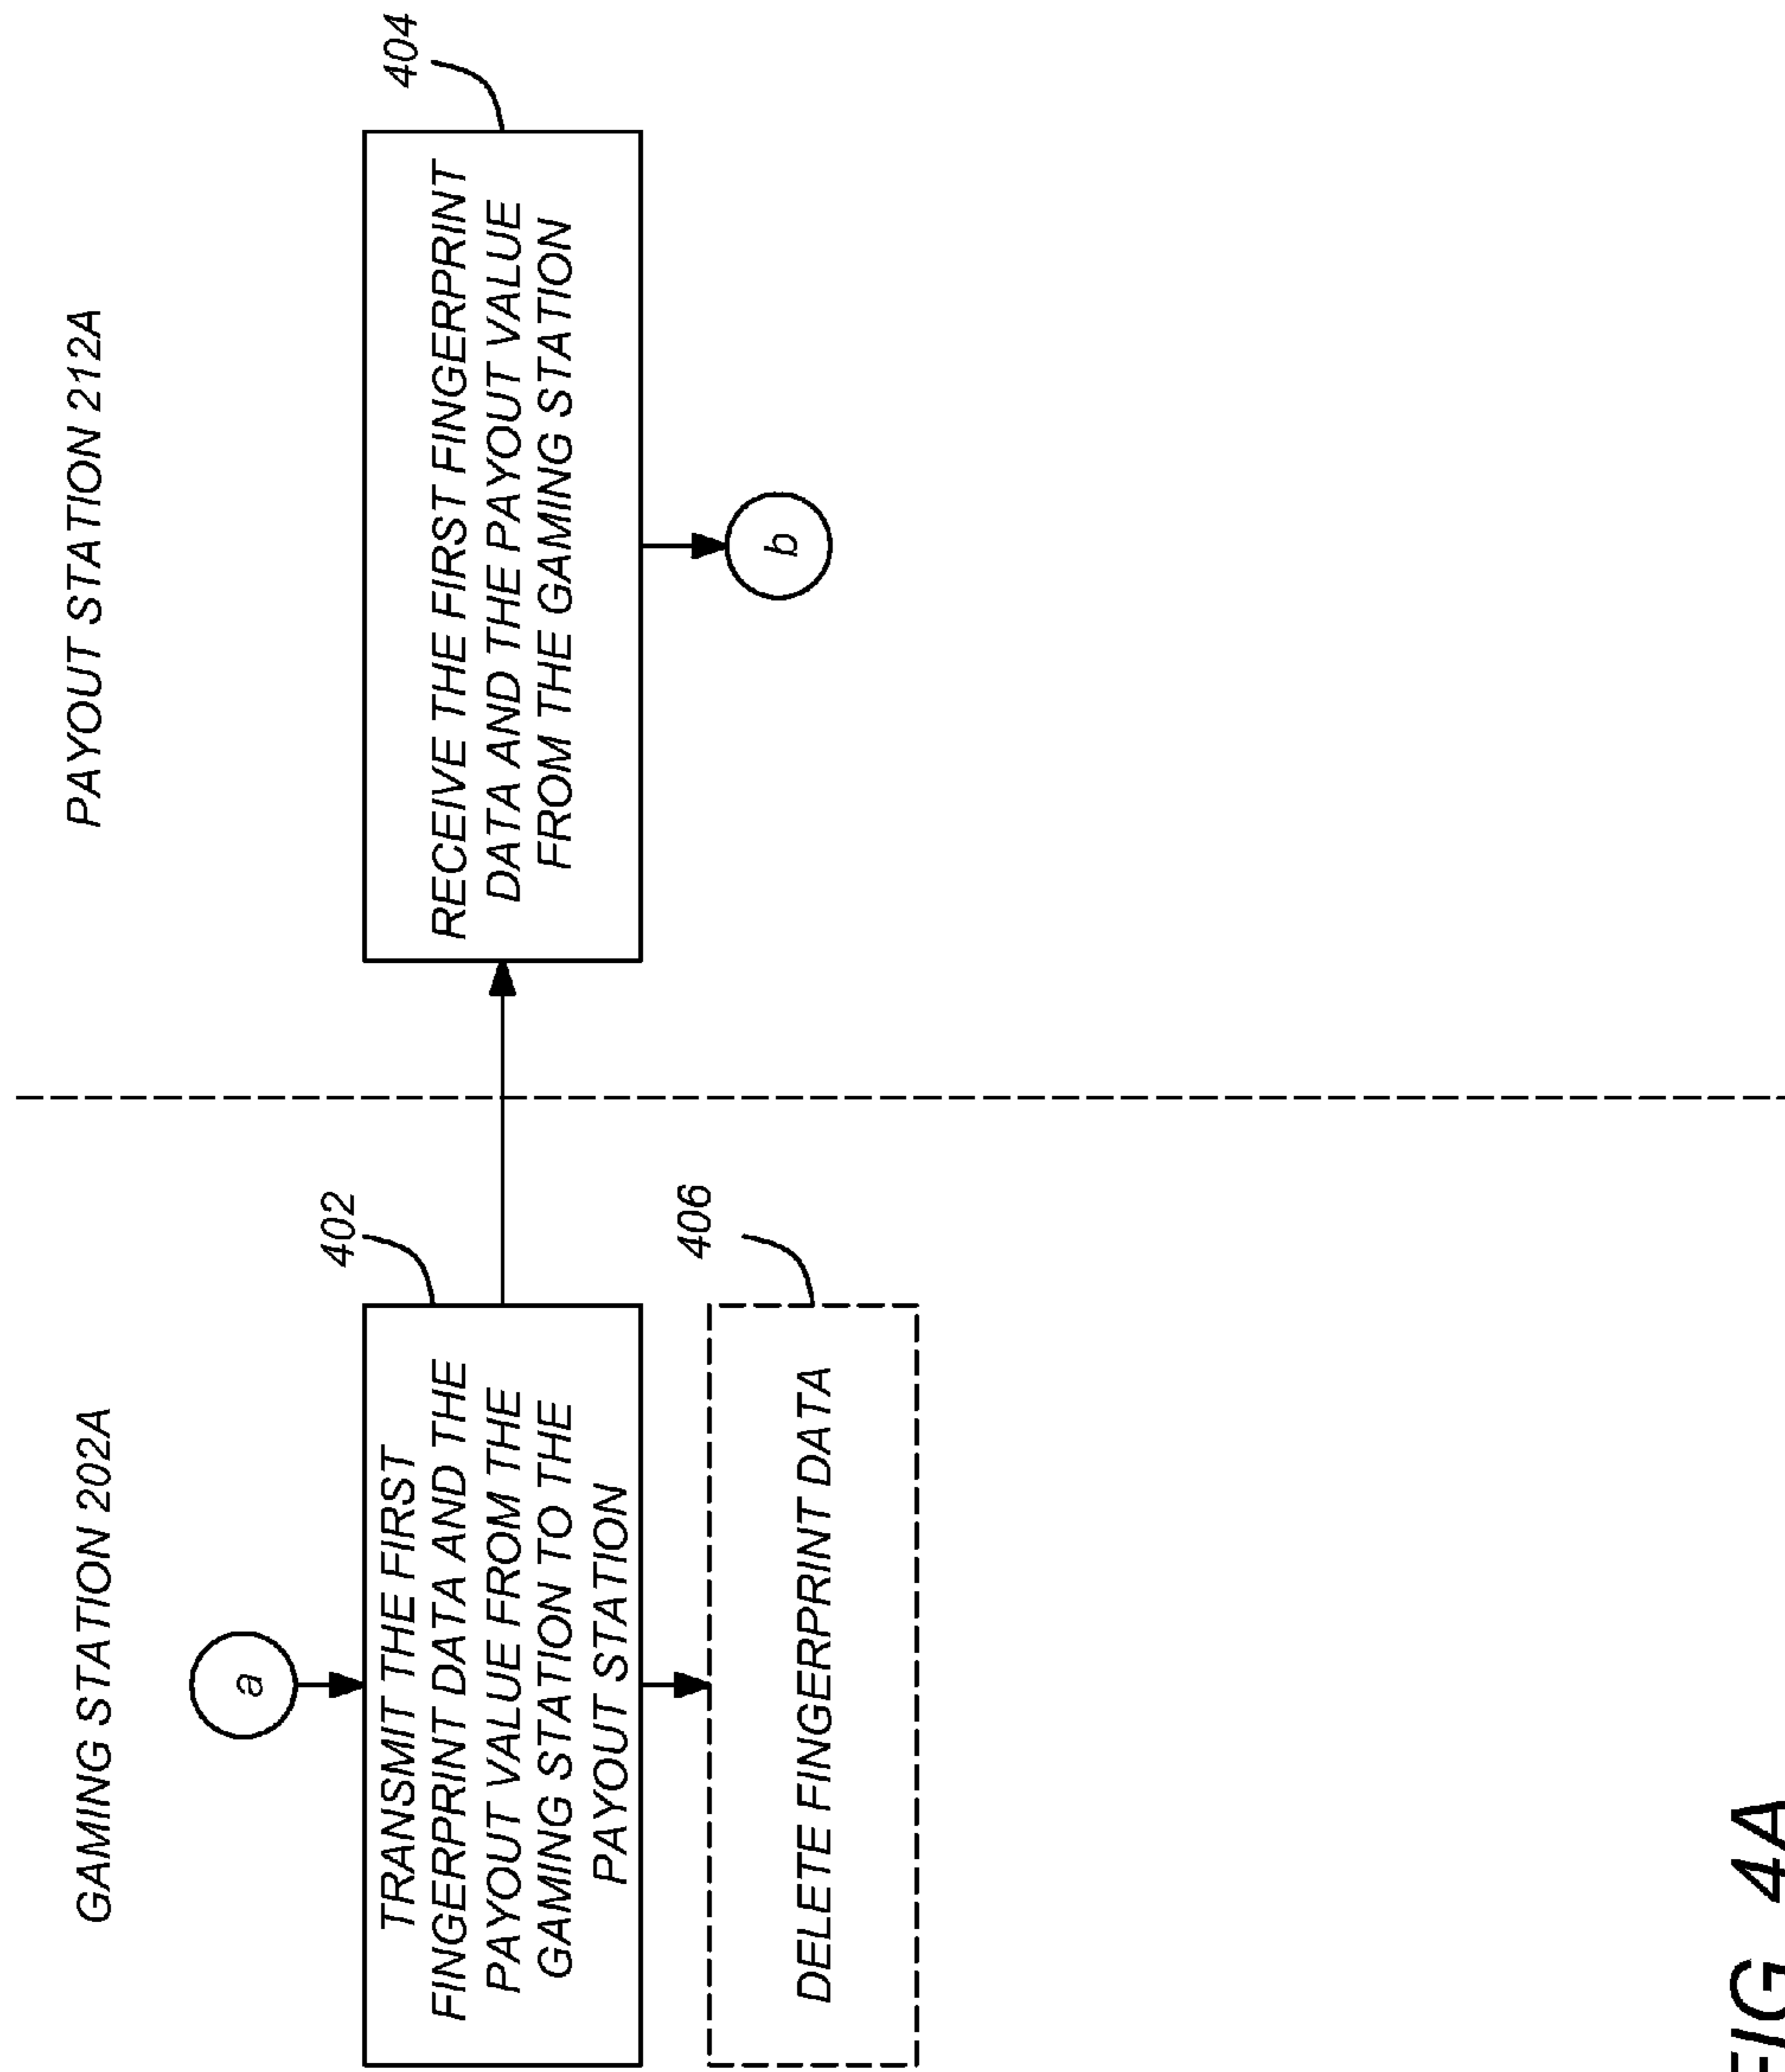 GAMING STATION 202A
PAYOUT STATION 212A
a
402
TRANSMIT THE FIRST
FINGERPRINT DATA AND THE
PAYOUT VALUE FROM THE
GAMING STATION TO THE
PAYOUT STATION
404
RECEIVE THE FIRST FINGERPRINT
DATA AND THE PAYOUT VALUE
FROM THE GAMING STATION
b
406
DELETE FINGERPRINT DATA
FIG 4A